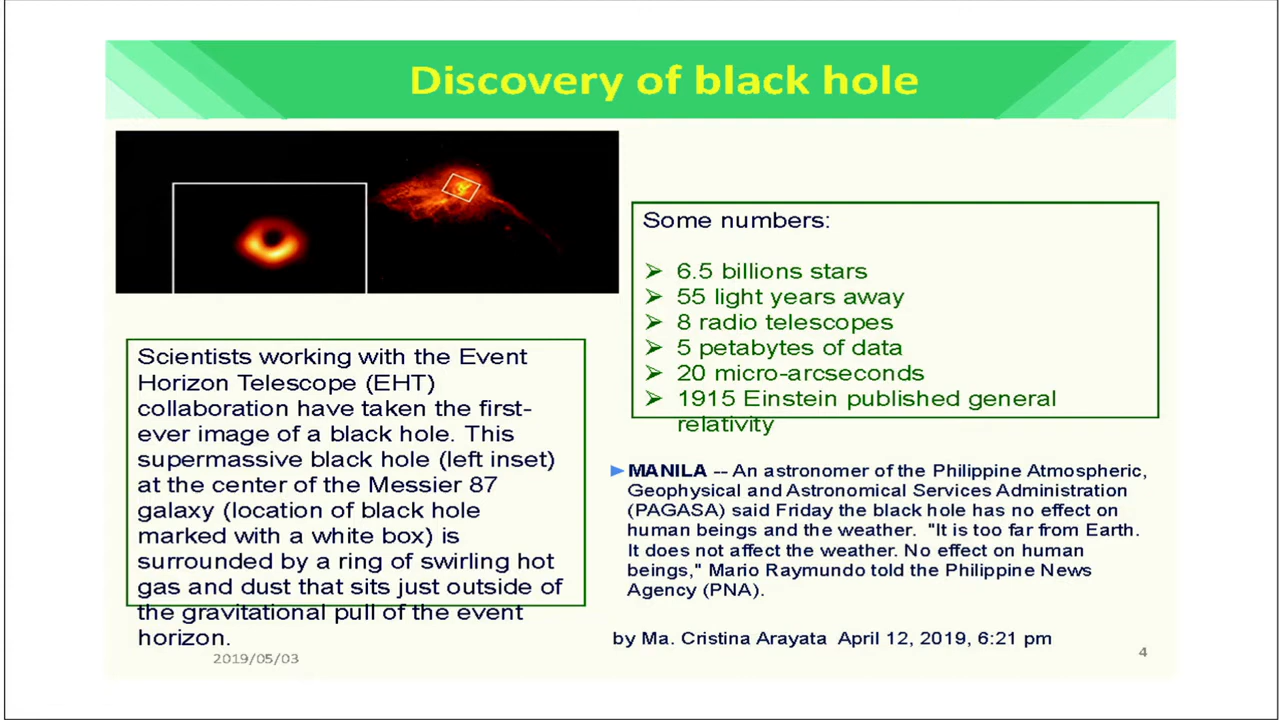 Discovery of black hole
Some numbers:
➢ 6.5 billions stars
➢ 55 light years away
➢ 8 radio telescopes
➢ 5 petabytes of data
➢ 20 micro-arcseconds
➢ 1915 Einstein published general
relativity
Scientists working with the Event
Horizon Telescope (EHT)
collaboration have taken the first-
ever image of a black hole. This
supermassive black hole (left inset)
at the center of the Messier 87
galaxy (location of black hole
marked with a white box) is
surrounded by a ring of swirling hot
gas and dust that sits just outside of
the gravitational pull of the event
horizon.
►MANILA -- An astronomer of the Philippine Atmospheric,
Geophysical and Astronomical Services Administration
(PAGASA) said Friday the black hole has no effect on
human beings and the weather. "It is too far from Earth.
It does not affect the weather. No effect on human
beings," Mario Raymundo told the Philippine News
Agency (PNA).
by Ma. Cristina Arayata April 12, 2019, 6:21 pm
2019/05/03
4